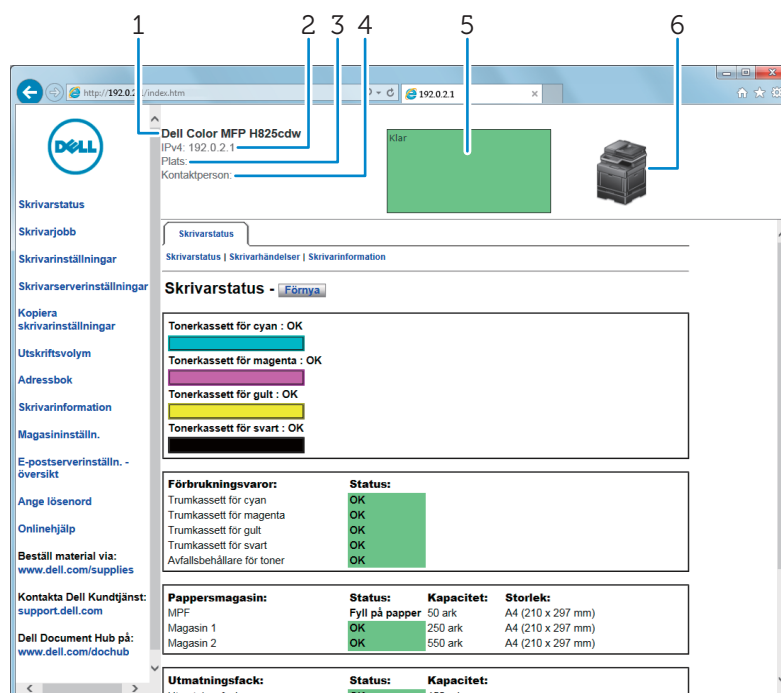 1 2 3 4 5 6
http://192.0.2.1/index.htm
192.0.2.1
DELL
Dell Color MFP H825cdw
IPv4: 192.0.2.1
Plats:
Kontaktperson:
Klar
Skrivarstatus
Skrivarjobb
Skrivarinställningar
Skrivarserverinställningar
Kopiera
skrivarinställningar
Utskriftsvolym
Adressbok
Skrivarinformation
Magasininställn.
E-postserverinställn. -
översikt
Ange lösenord
Onlinehjälp
Beställ material via:
www.dell.com/supplies
Kontakta Dell Kundtjänst:
support.dell.com
Dell Document Hub på:
www.dell.com/dochub
Skrivarstatus
Skrivarstatus | Skrivarhändelser | Skrivarinformation
Skrivarstatus - Förnya
Tonerkassett för cyan : OK
Tonerkassett för magenta : OK
Tonerkassett för gult : OK
Tonerkassett för svart : OK
Förbrukningsvaror: Status:
Trumkassett för cyan OK
Trumkassett för magenta OK
Trumkassett för gult OK
Trumkassett för svart OK
Avfallsbehållare för toner OK
Pappersmagasin: Status: Kapacitet: Storlek:
MPF Fyll på papper 50 ark A4 (210 x 297 mm)
Magasin 1 OK 250 ark A4 (210 x 297 mm)
Magasin 2 OK 550 ark A4 (210 x 297 mm)
Utmatningsfack: Status: Kapacitet: